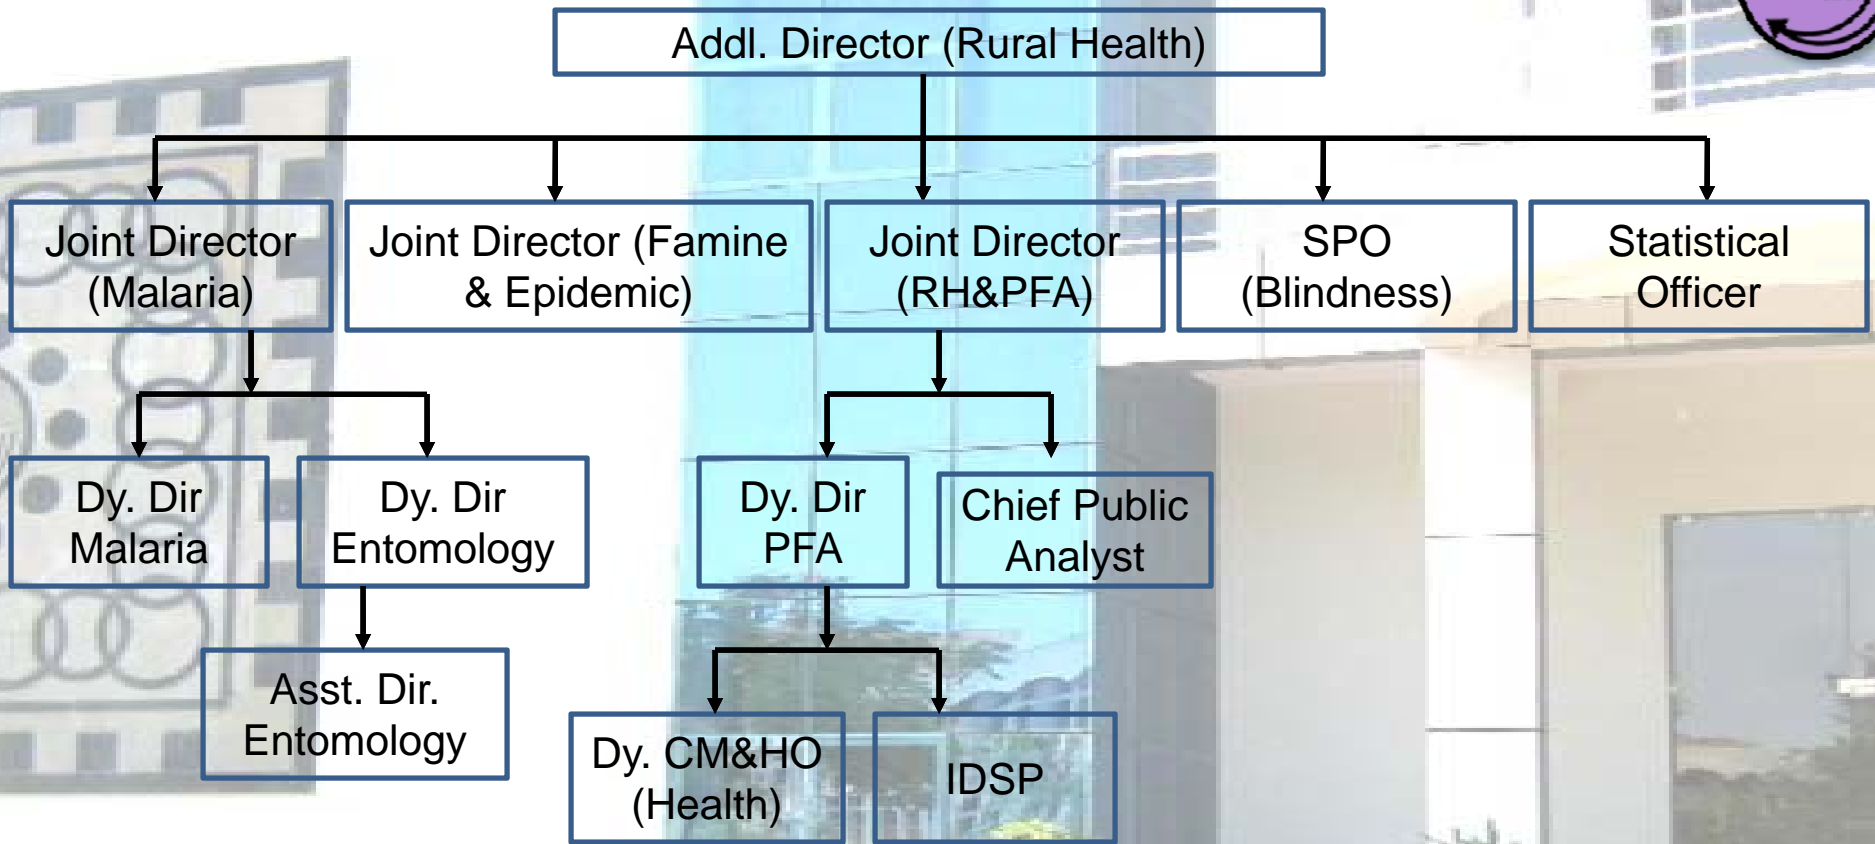 Addl. Director (Rural Health)
Joint Director
(Malaria)
Joint Director (Famine
& Epidemic)
Joint Director
(RH&PFA)
SPO
(Blindness)
Statistical
Officer
Dy. Dir
Malaria
Dy. Dir
Entomology
Dy. Dir
PFA
Chief Public
Analyst
Asst. Dir.
Entomology
Dy. CM&HO
(Health)
IDSP